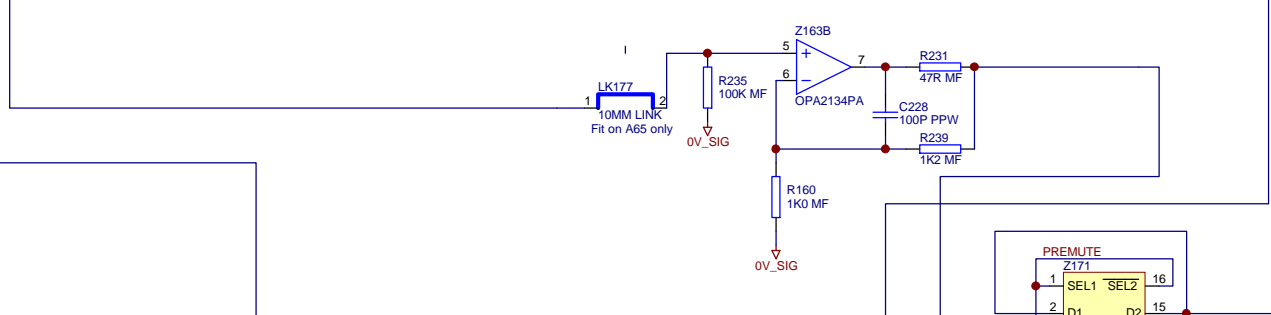 Z163B
5
+
7
6
−
OPA2134PA
R231
47R MF
LK177
1
2
10MM LINK
Fit on A65 only
R235
100K MF
0V_SIG
C228
100P PPW
R239
1K2 MF
R160
1K0 MF
0V_SIG
PREMUTE
Z171
1 SEL1 SEL2 16
2 D1 D2 15